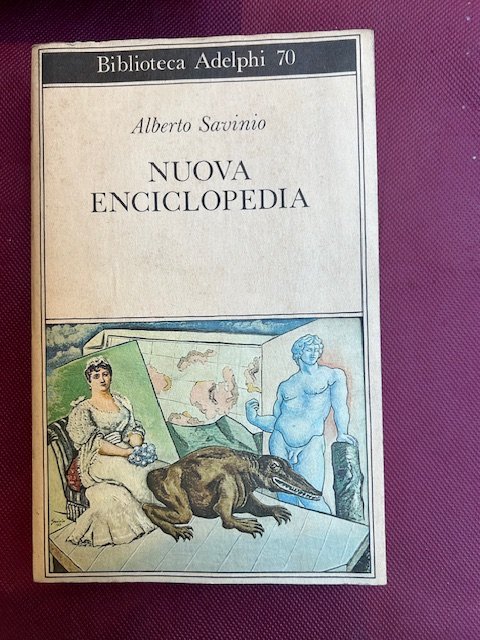 Biblioteca Adelphi 70
Alberto Savinio
NUOVA
ENCICLOPEDIA